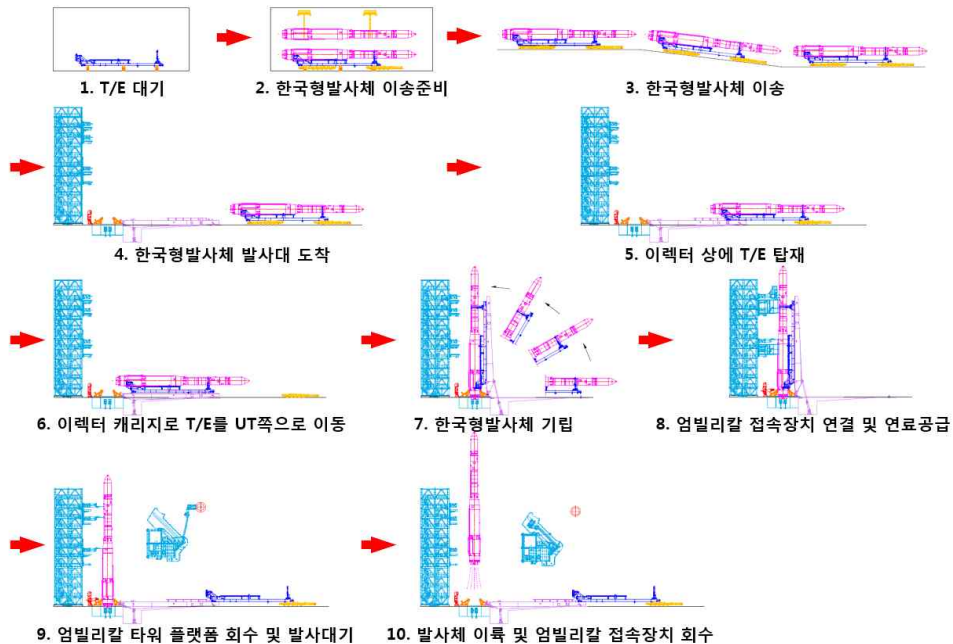 1. T/E 대기
2. 한국형발사체 이송준비
3. 한국형발사체 이송
4. 한국형발사체 발사대 도착
5. 이렉터 상에 T/E 탑재
6. 이렉터 캐리지로 T/E를 UT쪽으로 이동
7. 한국형발사체 기립
8. 엄빌리칼 접속장치 연결 및 연료공급
9. 엄빌리칼 타워 플랫폼 회수 및 발사대기
10. 발사체 이륙 및 엄빌리칼 접속장치 회수